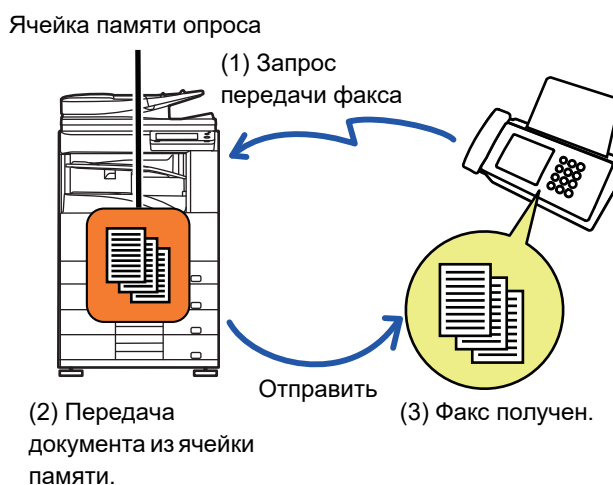 Ячейка памяти опроса
(1) Запрос
передачи факса
Отправить
(2) Передача
документа из ячейки
памяти.
(3) Факс получен.